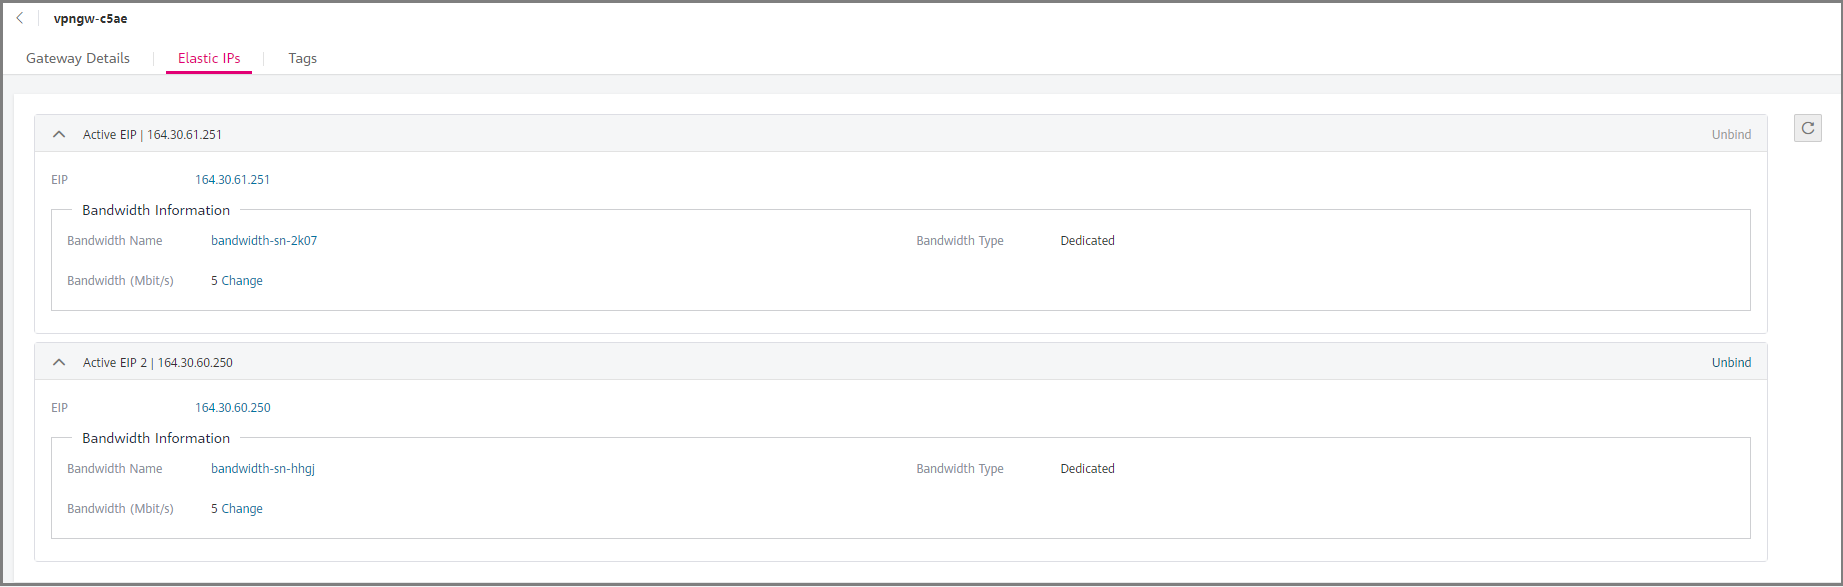 vpngw-c5ae
Gateway Details Elastic IPs Tags
Active EIP | 164.30.61.251 Unbind
EIP 164.30.61.251
Bandwidth Information
Bandwidth Name bandwidth-sn-2k07 Bandwidth Type Dedicated
Bandwidth (Mbit/s) 5 Change
Active EIP 2 | 164.30.60.250 Unbind
EIP 164.30.60.250
Bandwidth Information
Bandwidth Name bandwidth-sn-hhgj Bandwidth Type Dedicated
Bandwidth (Mbit/s) 5 Change